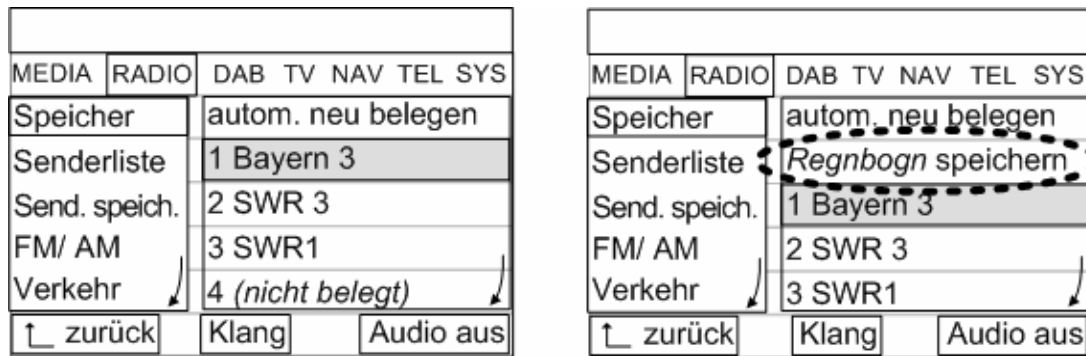 MEDIA RADIO DAB TV NAV TEL SYS
Speicher
Senderliste
Send. speich.
FM/ AM
Verkehr
autom. neu belegen
1 Bayern 3
2 SWR 3
3 SWR1
4 (nicht belegt)
zurück Klang Audio aus
MEDIA RADIO DAB TV NAV TEL SYS
Speicher
Senderliste
Send. speich.
FM/ AM
Verkehr
autom. neu belegen
Regnbogn speichern
1 Bayern 3
2 SWR 3
3 SWR1
zurück Klang Audio aus